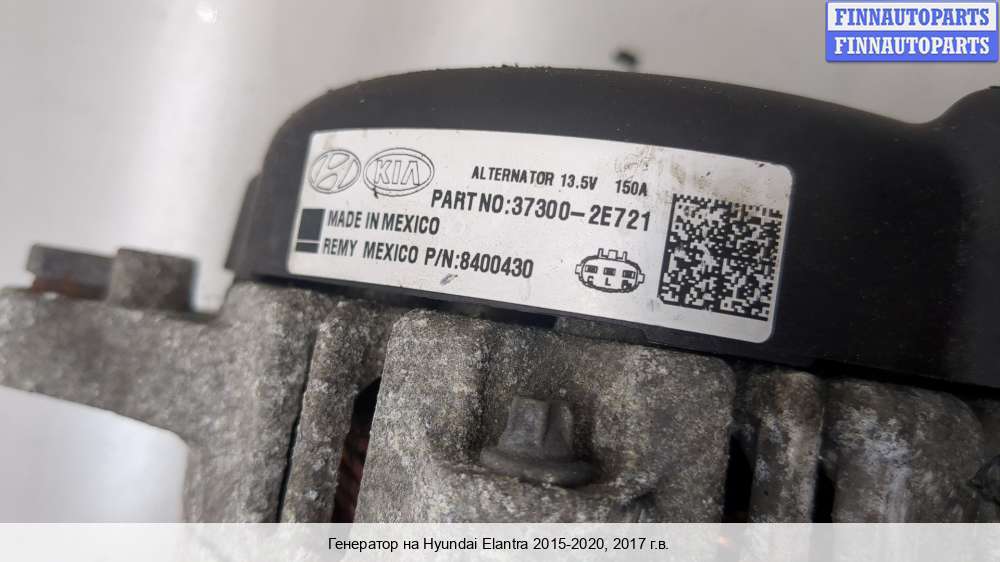 FINNAUTOPARTS
FINNAUTOPARTS
KIA
ALTERNATOR 13.5V 150A
PART NO:37300-2E721
MADE IN MEXICO
REMY MEXICO P/N:8400430
C L
Генератор на Hyundai Elantra 2015-2020, 2017 г.в.